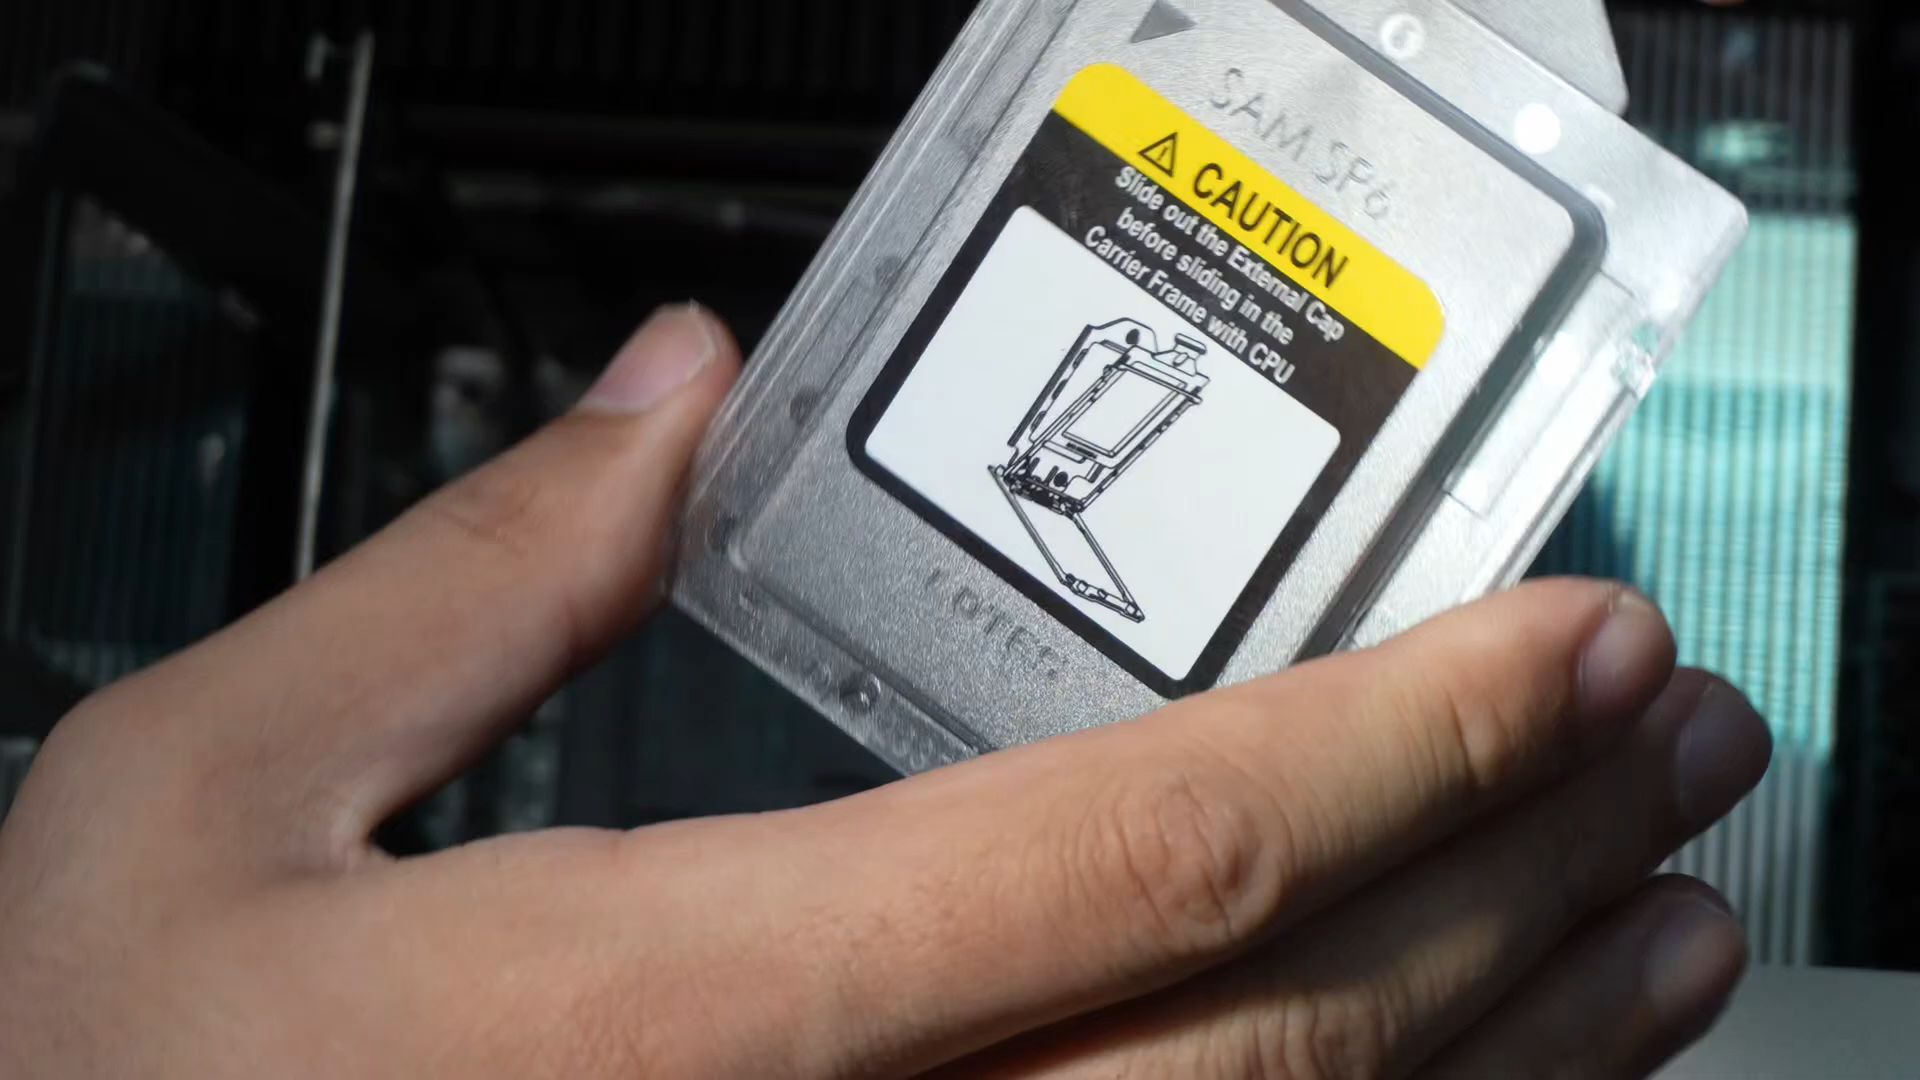 SAM SP6
CAUTION
Slide out the External Cap
before sliding in the
Carrier Frame with CPU